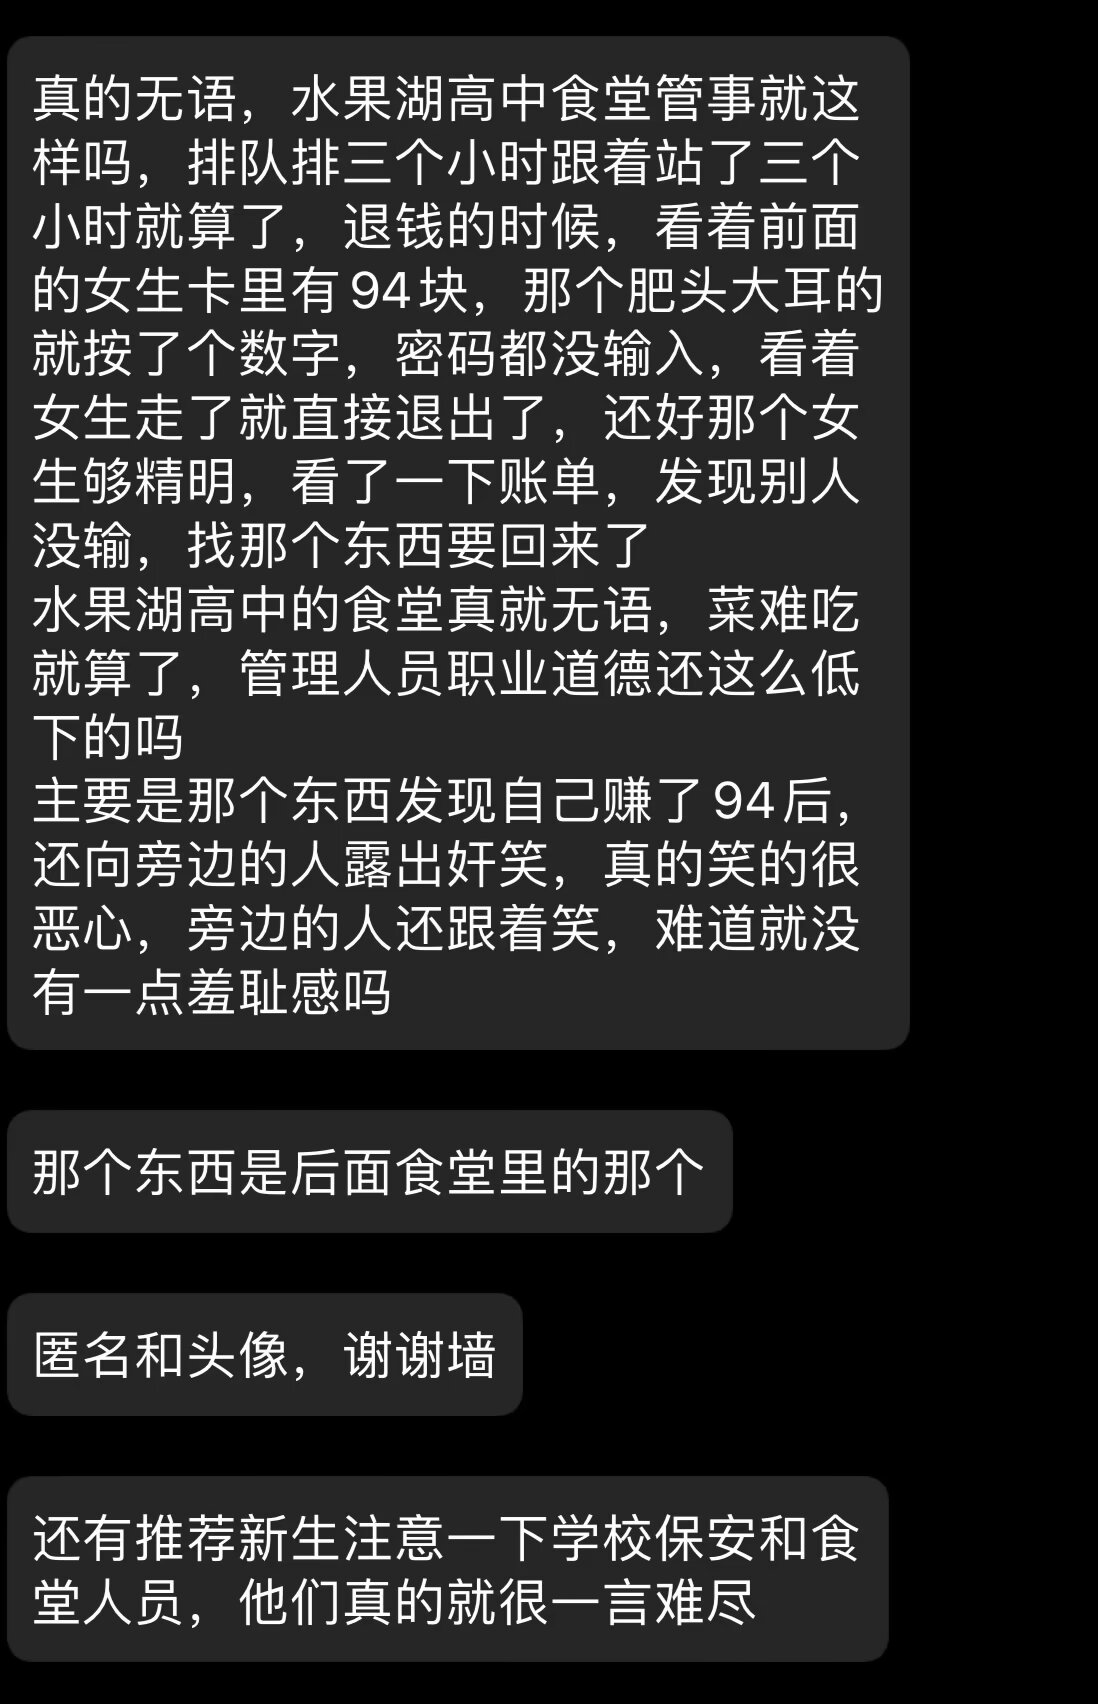 真的无语，水果湖高中食堂管事就这
样吗，排队排三个小时跟着站了三个
小时就算了，退钱的时候，看着前面
的女生卡里有94块，那个肥头大耳的
就按了个数字，密码都没输入，看着
女生走了就直接退出了，还好那个女
生够精明，看了一下账单，发现别人
没输，找那个东西要回来了
水果湖高中的食堂真就无语，菜难吃
就算了，管理人员职业道德还这么低
下的吗
主要是那个东西发现自己赚了94后，
还向旁边的人露出奸笑，真的笑的很
恶心，旁边的人还跟着笑，难道就没
有一点羞耻感吗
那个东西是后面食堂里的那个
匿名和头像，谢谢墙
还有推荐新生注意一下学校保安和食
堂人员，他们真的就很一言难尽